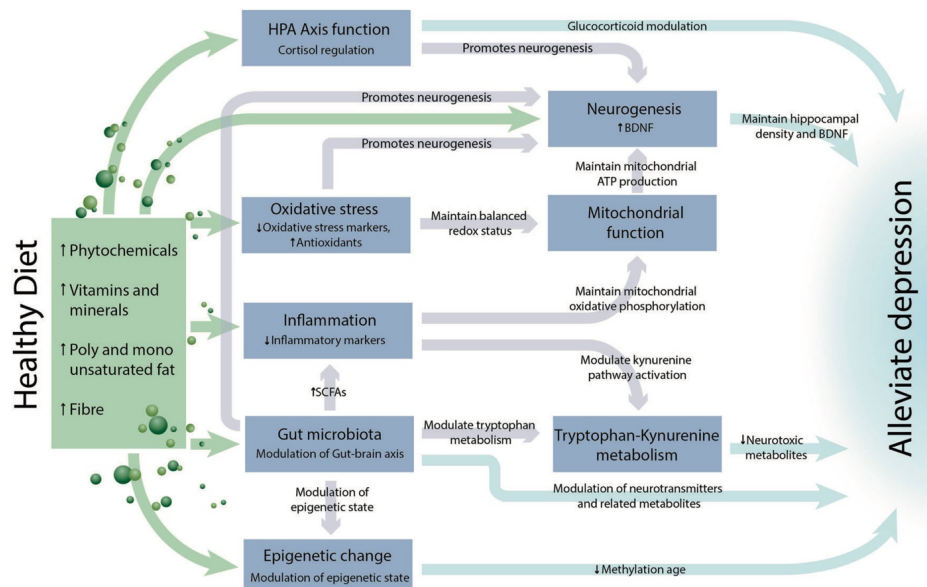 Healthy Diet
↑ Phytochemicals
↑ Vitamins and
minerals
↑ Poly and mono
unsaturated fat
↑ Fibre
HPA Axis function
Cortisol regulation
Glucocorticoid modulation
Promotes neurogenesis
Promotes neurogenesis
Neurogenesis
↑ BDNF
Maintain hippocampal
density and BDNF
Promotes neurogenesis
Maintain mitochondrial
ATP production
Oxidative stress
↓Oxidative stress markers,
↑ Antioxidants
Maintain balanced
redox status
Mitochondrial
function
Maintain mitochondrial
oxidative phosphorylation
Inflammation
↓Inflammatory markers
Modulate kynurenine
pathway activation
↑SCFAs
Gut microbiota
Modulation of Gut-brain axis
Modulate tryptophan
metabolism
Tryptophan-Kynurenine
metabolism
↓Neurotoxic
metabolites
Modulation of neurotransmitters
and related metabolites
Modulation of
epigenetic state
Epigenetic change
Modulation of epigenetic state
↓ Methylation age
Alleviate depression